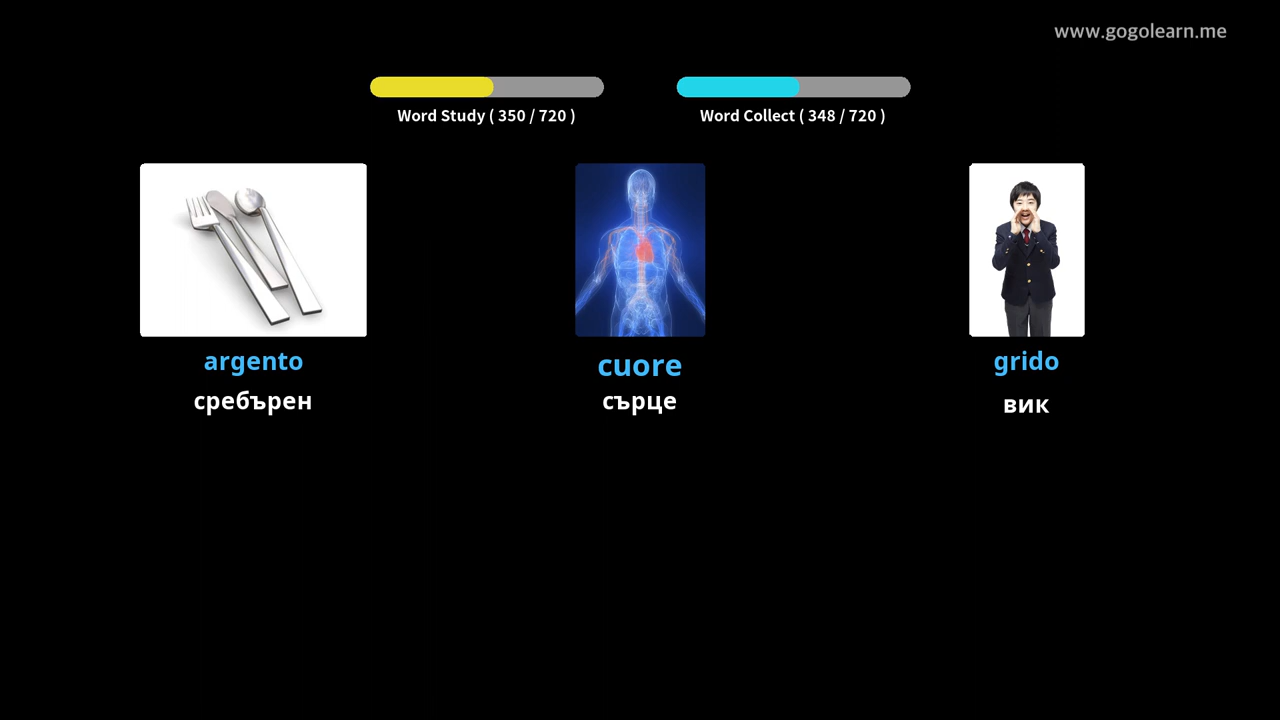 www.gogolearn.me
Word Study ( 350 / 720 )
Word Collect ( 348 / 720 )
argento
cuore
grido
сребърен
сърце
вик